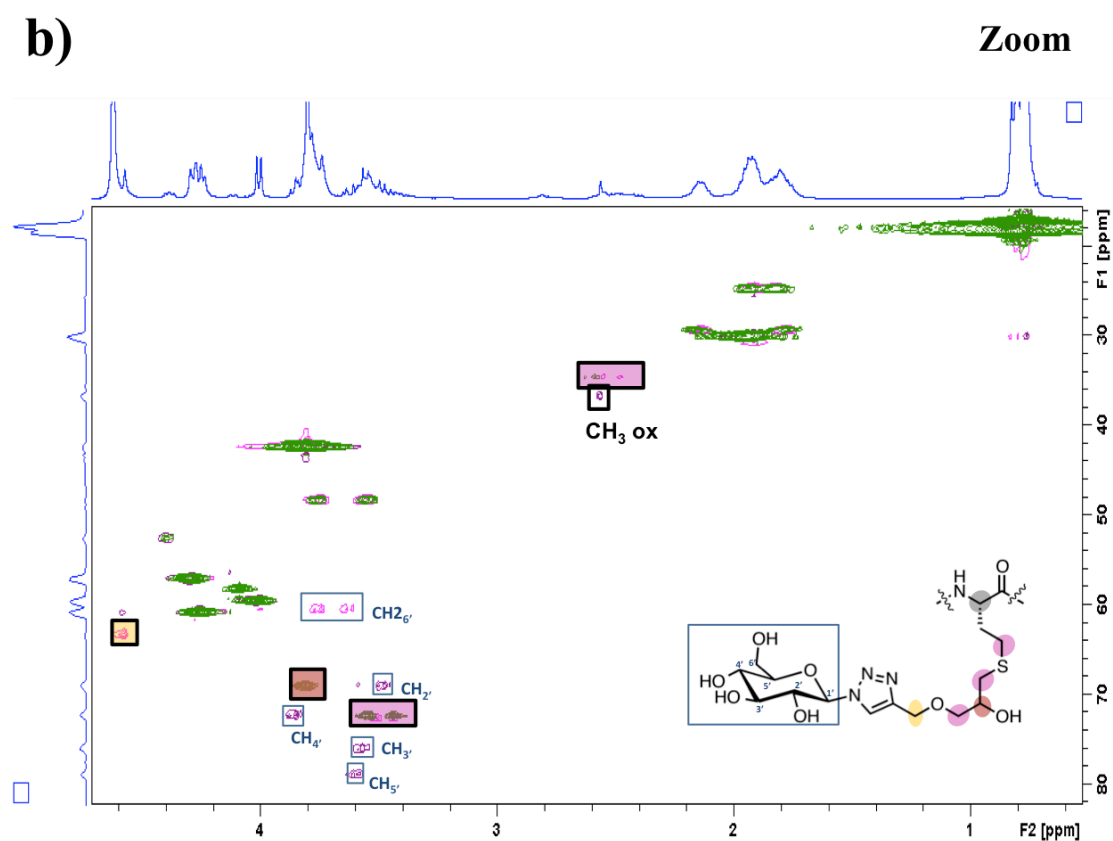 b)
Zoom
F1 [ppm]
30
40
50
60
70
80
4
3
2
1
F2 [ppm]
CH₃ ox
CH2₆'
CH₂'
CH₄'
CH₃'
CH₅'
H
N
O
S
OH
O
N
N=N
OH
6'
4'
5'
O
HO
HO
2'
1'
3'
OH